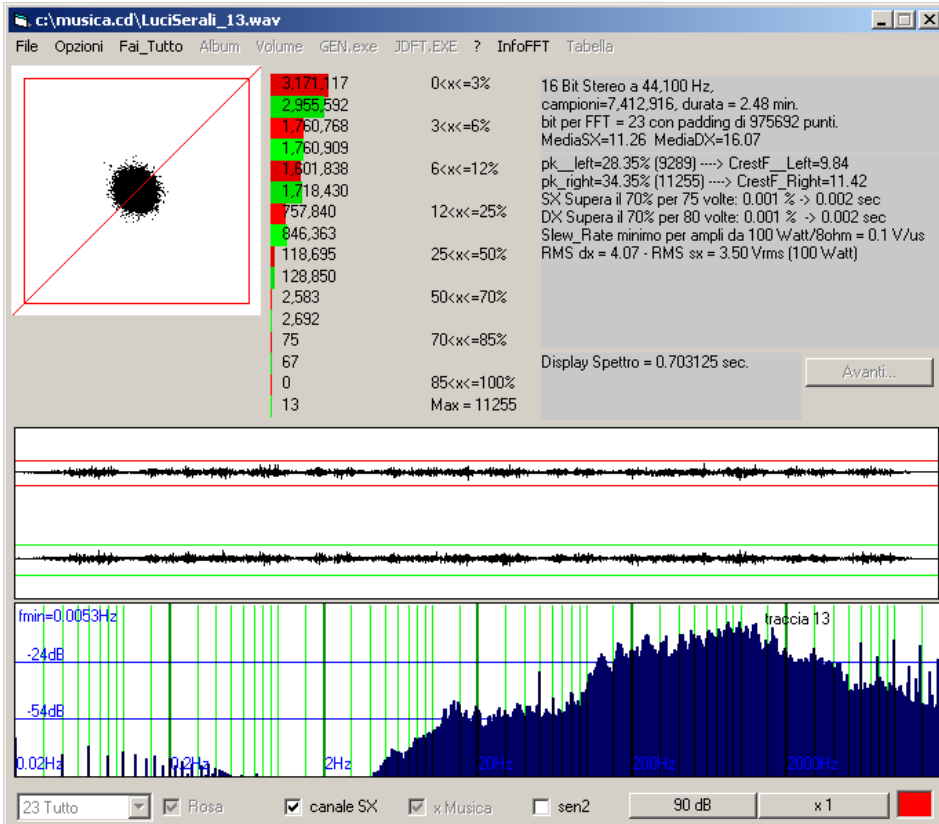 c:\musica.cd\LuciSerali_13.wav
File Opzioni Fai_Tutto Album Volume GEN.exe JDFT.EXE ? InfoFFT Tabella
3,171,117 0<x<=3%
2,955,592
1,760,768 3<x<=6%
1,760,909
1,601,838 6<x<=12%
1,718,430
757,840 12<x<=25%
846,363
118,695 25<x<=50%
128,850
2,583 50<x<=70%
2,692
75 70<x<=85%
67
0 85<x<=100%
13 Max = 11255
16 Bit Stereo a 44,100 Hz,
campioni=7,412,916, durata = 2.48 min.
bit per FFT = 23 con padding di 975692 punti.
MediaSX=11.26 MediaDX=16.07
pk__left=28.35% (9289) ----> CrestF__Left=9.84
pk_right=34.35% (11255) ----> CrestF_Right=11.42
SX Supera il 70% per 75 volte: 0.001 % -> 0.002 sec
DX Supera il 70% per 80 volte: 0.001 % -> 0.002 sec
Slew_Rate minimo per ampli da 100 Watt/8ohm = 0.1 V/us
RMS dx = 4.07 - RMS sx = 3.50 Vrms (100 Watt)
Display Spettro = 0.703125 sec.
Avanti...
fmin=0.0053Hz traccia 13
-24dB
-54dB
0.02Hz 0.2Hz 2Hz 20Hz 200Hz 2000Hz
23 Tutto Rosa canale SX x Musica sen2 90 dB x 1